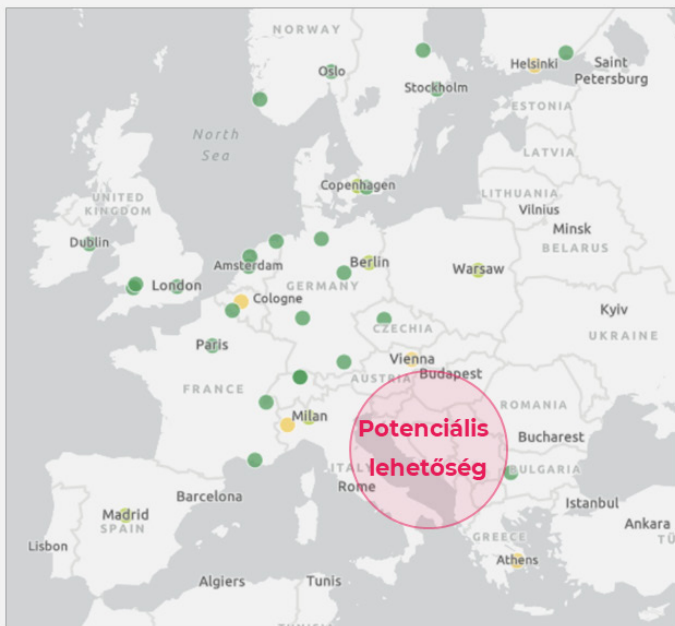 NORWAY
Oslo
Helsinki
Saint
Petersburg
Stockholm
ESTONIA
North
Sea
LATVIA
Copenhagen
LITHUANIA
UNITED
KINGDOM
Vilnius
Minsk
BELARUS
Dublin
Amsterdam
Berlin
Warsaw
London
GERMANY
Cologne
Kyiv
CZECHIA
UKRAINE
Paris
Vienna
AUSTRIA
Budapest
FRANCE
ROMANIA
Milan
Potenciális
lehetőség
Bucharest
ITALY
BULGARIA
Rome
Barcelona
Madrid
SPAIN
Istanbul
Ankara
TÜ
GREECE
Lisbon
Athens
Algiers
Tunis